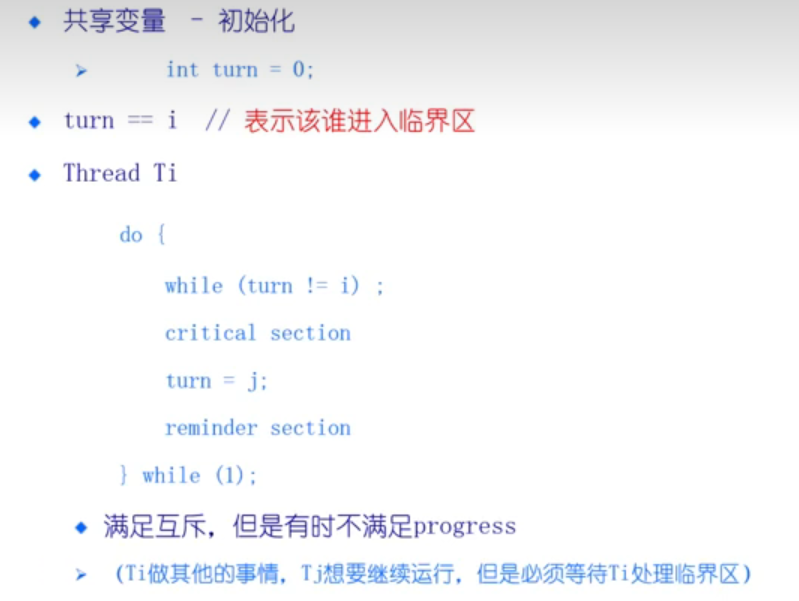 共享变量 - 初始化
int turn = 0;
turn == i // 表示该谁进入临界区
Thread Ti
do {
while (turn != i) ;
critical section
turn = j;
reminder section
} while (1);
满足互斥，但是有时不满足progress
（Ti做其他的事情，Tj想要继续运行，但是必须等待Ti处理临界区）